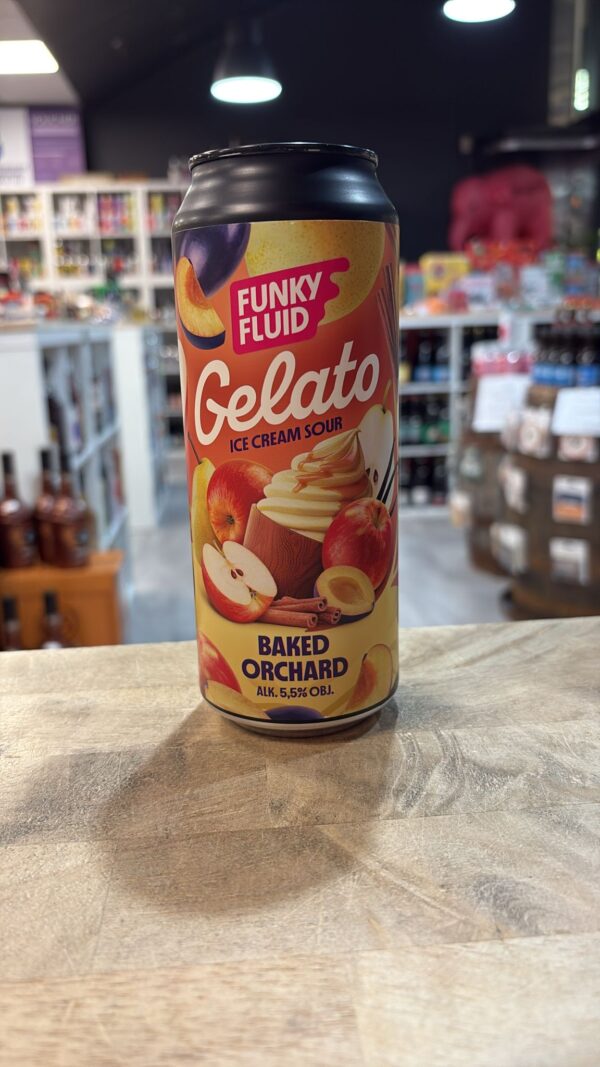 FUNKY
FLUID
Gelato
ICE CREAM SOUR
BAKED
ORCHARD
ALK. 5,5% OBJ.